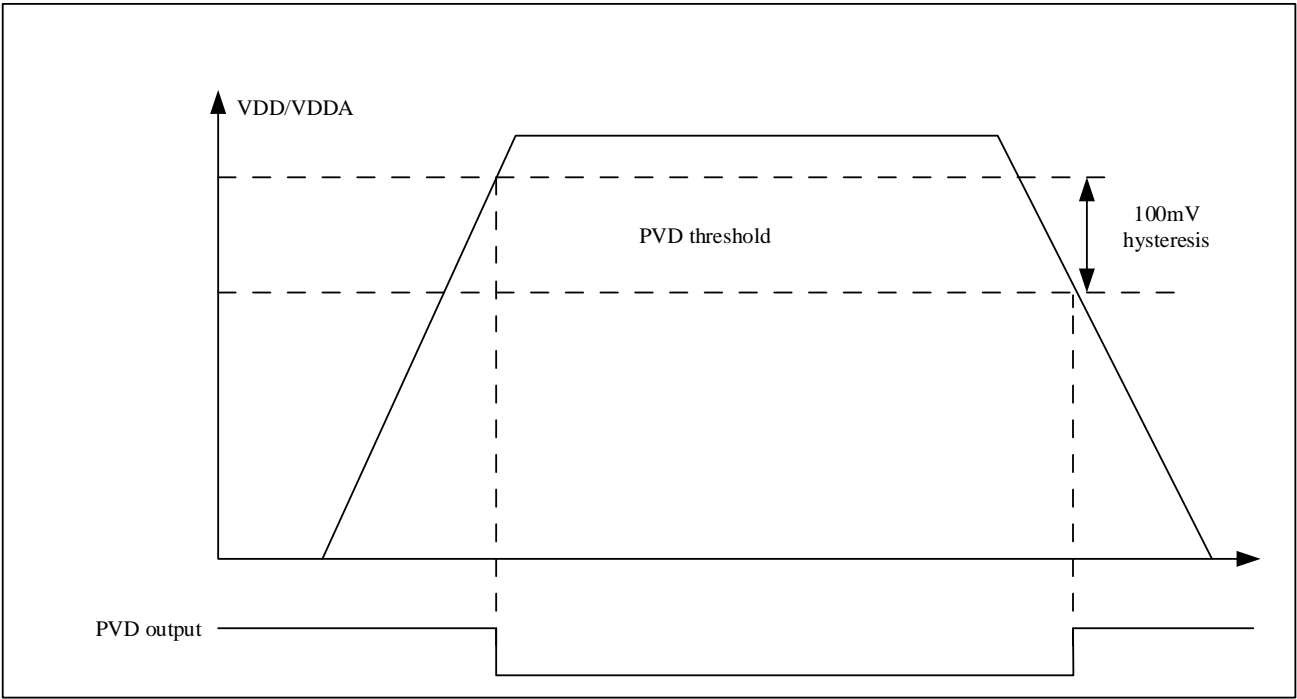 VDD/VDDA
PVD threshold
100mV
hysteresis
PVD output